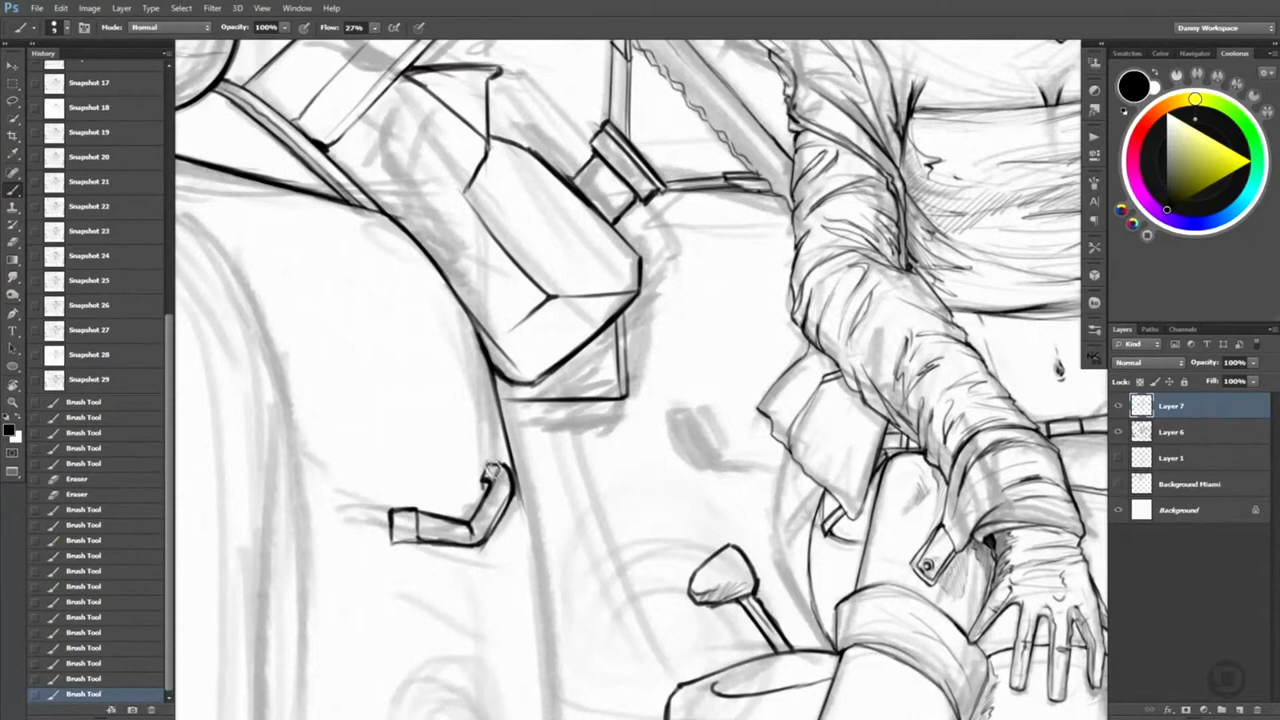 Ps File Edit Image Layer Type Select Filter 3D View Window Help
9 Mode: Normal Opacity: 100% Flow: 27% Danny Workspace
History
Snapshot 17
Snapshot 18
Snapshot 19
Snapshot 20
Snapshot 21
Snapshot 22
Snapshot 23
Snapshot 24
Snapshot 25
Snapshot 26
Snapshot 27
Snapshot 28
Snapshot 29
Brush Tool
Brush Tool
Brush Tool
Brush Tool
Brush Tool
Eraser
Eraser
Brush Tool
Brush Tool
Brush Tool
Brush Tool
Brush Tool
Brush Tool
Brush Tool
Brush Tool
Brush Tool
Brush Tool
Brush Tool
Brush Tool
Brush Tool
Swatches Color Navigator Coolorus
Layers Paths Channels
Kind
Normal Opacity: 100%
Lock: Fill: 100%
Layer 7
Layer 6
Layer 1
Background Miami
Background